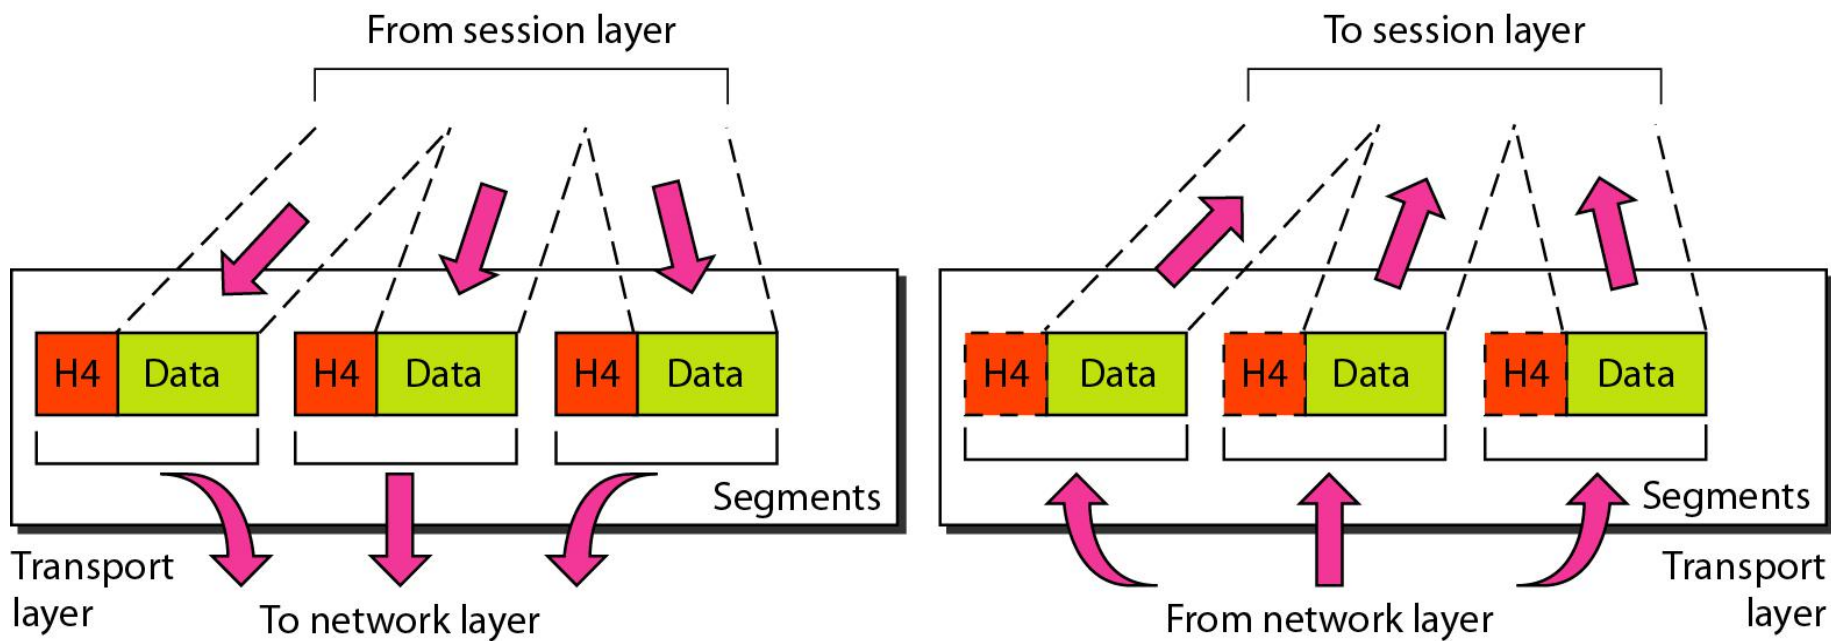 From session layer
H4 Data H4 Data H4 Data
Segments
Transport
layer
To network layer
To session layer
H4 Data H4 Data H4 Data
Segments
Transport
layer
From network layer